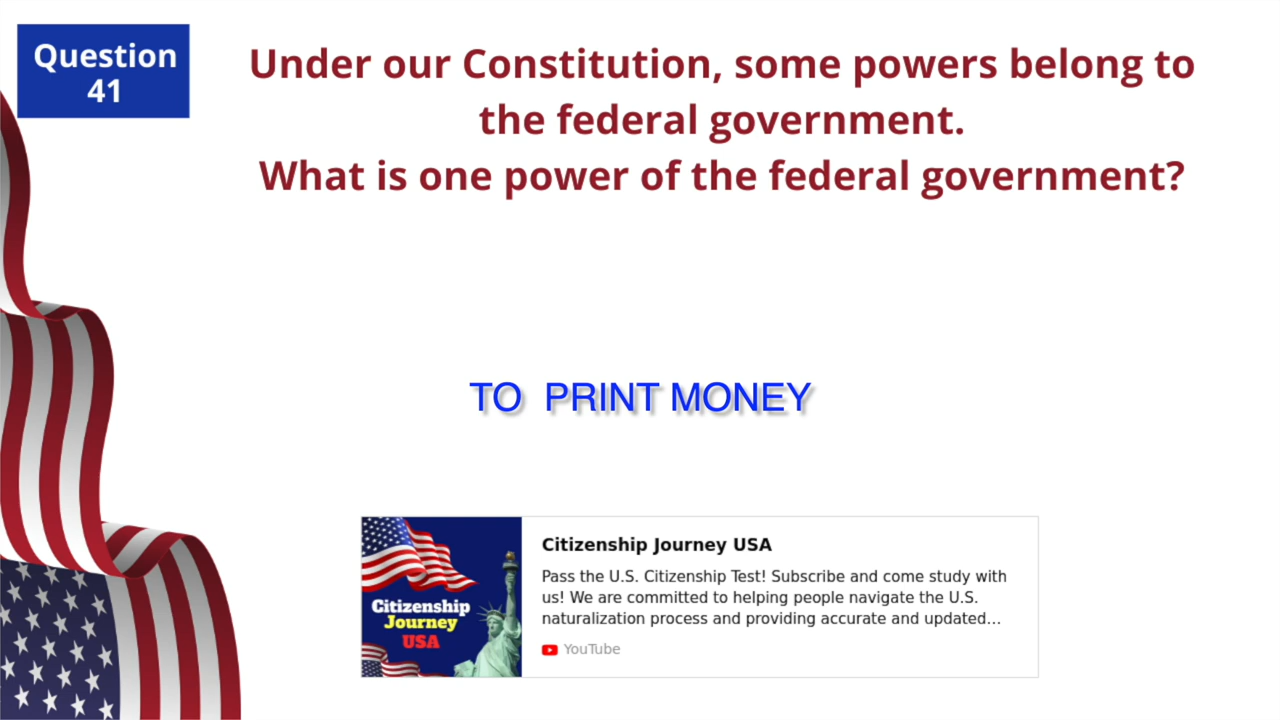 Question
41
Under our Constitution, some powers belong to
the federal government.
What is one power of the federal government?
TO PRINT MONEY
Citizenship
Journey
USA
Citizenship Journey USA
Pass the U.S. Citizenship Test! Subscribe and come study with
us! We are committed to helping people navigate the U.S.
naturalization process and providing accurate and updated...
YouTube